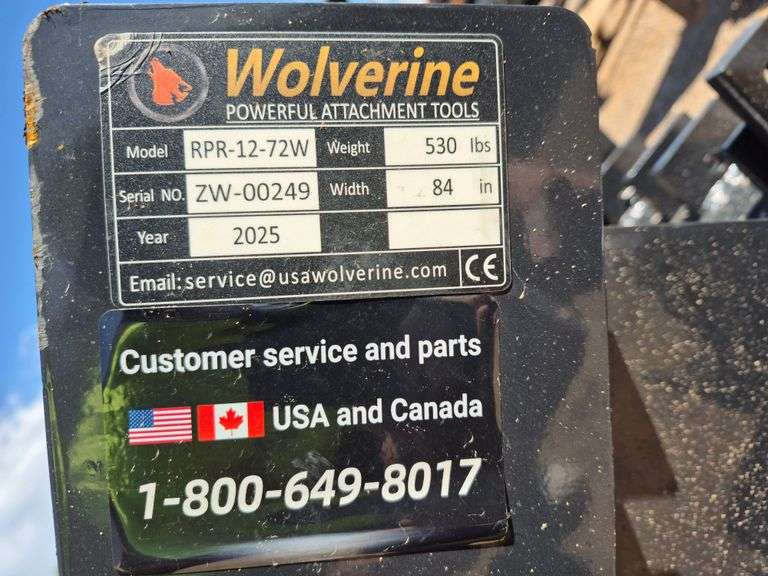 Wolverine
POWERFUL ATTACHMENT TOOLS
Model RPR-12-72W Weight 530 lbs
Serial NO. ZW-00249 Width 84 in
Year 2025
Email: service@usawolverine.com CE
Customer service and parts
USA and Canada
1-800-649-8017